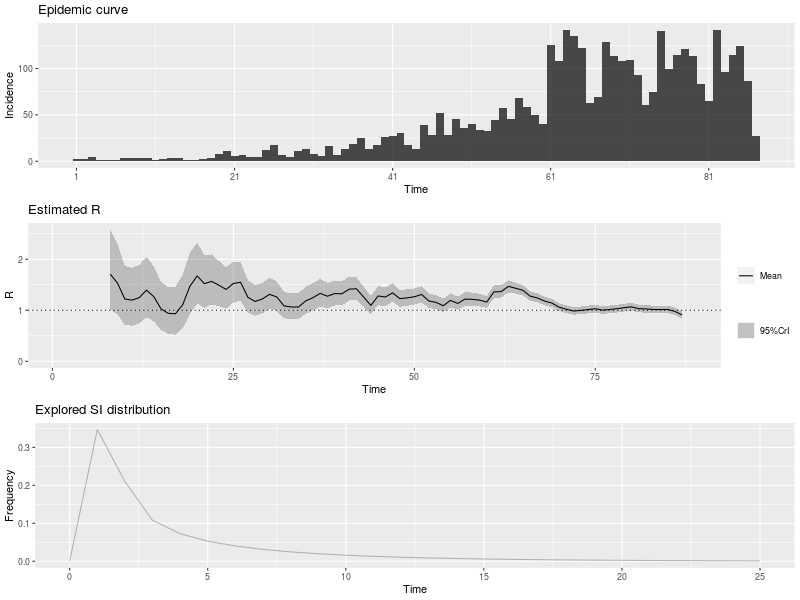 Epidemic curve
100
50
0
Incidence
1 21 41 61 81
Time
Estimated R
2
1
0
R
0 25 50 75
Time
Mean
95%CrI
Explored SI distribution
0.3
0.2
0.1
0.0
Frequency
0 5 10 15 20 25
Time